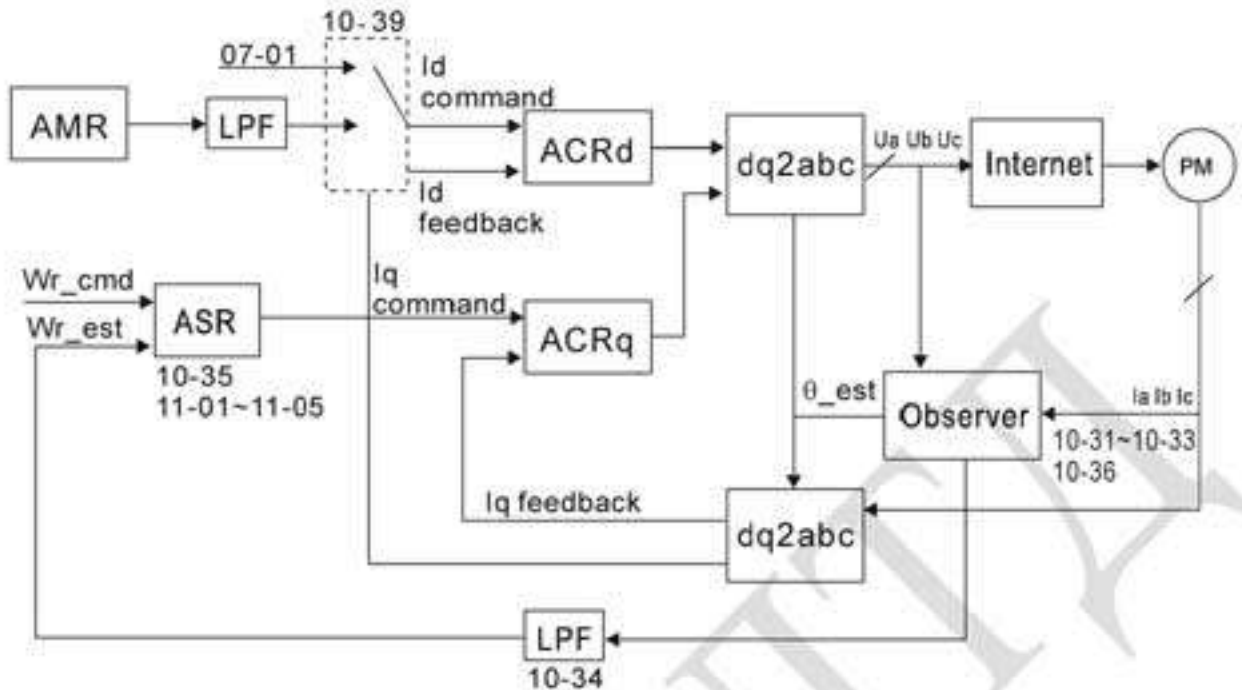 10-39
07-01
Id
command
AMR
LPF
ACRd
dq2abc
Ua Ub Uc
Internet
PM
Id
feedback
Wr_cmd
Wr_est
ASR
10-35
11-01~11-05
Iq
command
ACRq
θ_est
Observer
Ia Ib Ic
10-31~10-33
10-36
Iq feedback
dq2abc
LPF
10-34